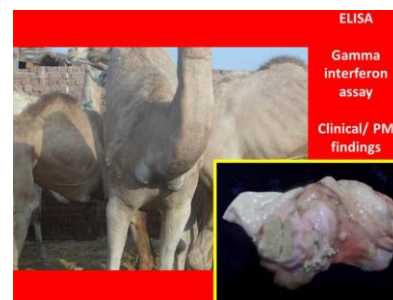 ELISA
Gamma
interferon
assay
Clinical/ PM
findings